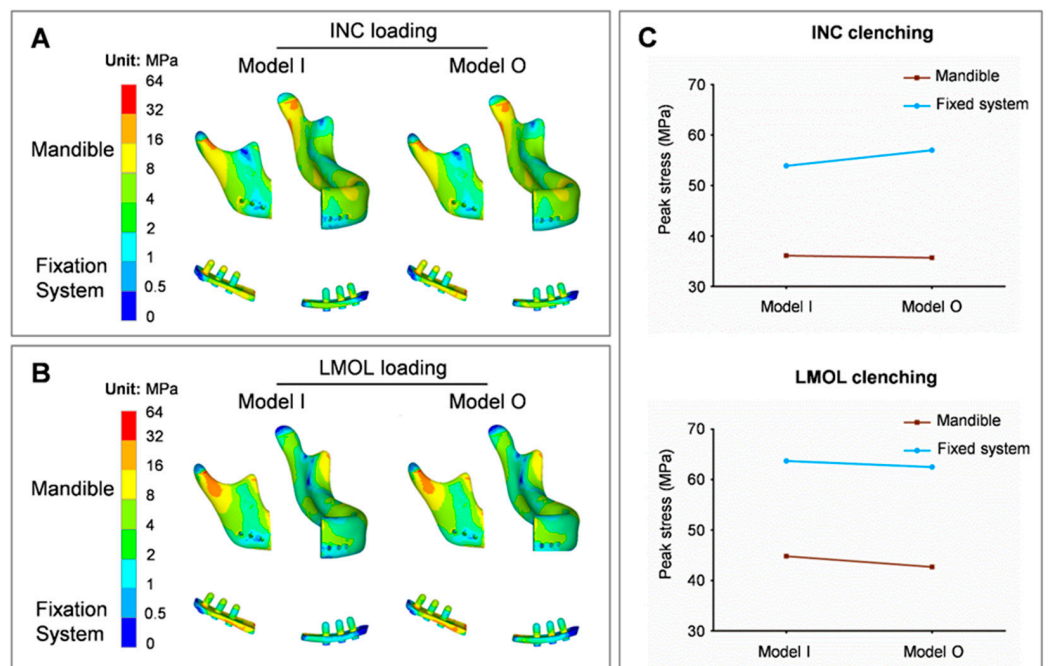 A
INC loading
Unit: MPa
Model I
Model O
64
32
16
8
4
2
1
0.5
0
Mandible
Fixation
System
B
LMOL loading
Unit: MPa
Model I
Model O
64
32
16
8
4
2
1
0.5
0
Mandible
Fixation
System
C
INC clenching
Mandible
Fixed system
Peak stress (MPa)
70
60
50
40
30
Model I
Model O
LMOL clenching
Mandible
Fixed system
Peak stress (MPa)
70
60
50
40
30
Model I
Model O